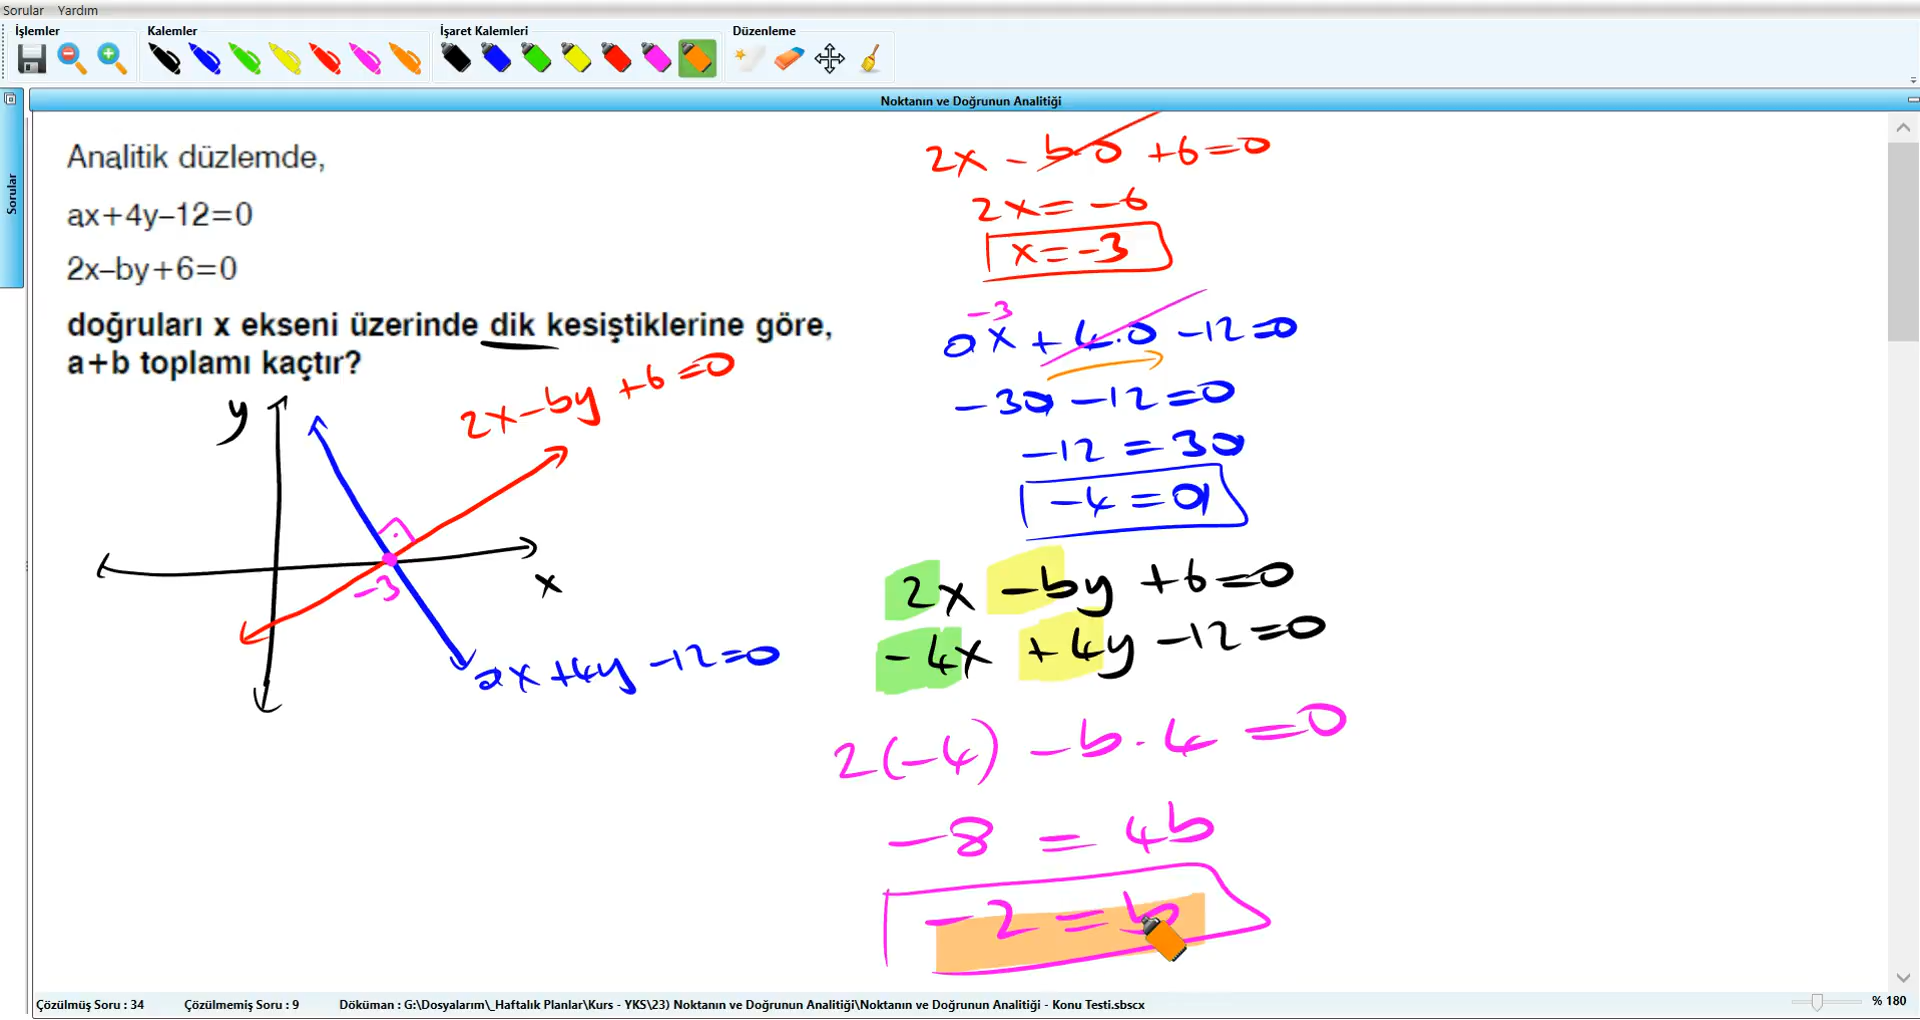 Sorular Yardım
İşlemler Kalemler İşaret Kalemleri Düzenleme
Noktanın ve Doğrunun Analitiği
Sorular
Analitik düzlemde,
ax+4y–12=0
2x–by+6=0
doğruları x ekseni üzerinde dik kesiştiklerine göre,
a+b toplamı kaçtır?
y
2x-by+6=0
-3
x
ax+4y-12=0
2x - b.0 +6=0
2x = -6
x = -3
-3
ax + 4.0 -12=0
-3a -12=0
-12 = 3a
-4 = a
2x -by +6=0
-4x +4y -12=0
2(-4) -b.4 =0
-8 = 4b
-2 = b
Çözülmüş Soru : 34 Çözülmemiş Soru : 9 Döküman : G:\Dosyalarım\_Haftalık Planlar\Kurs - YKS\23) Noktanın ve Doğrunun Analitiği\Noktanın ve Doğrunun Analitiği - Konu Testi.sbscx % 180